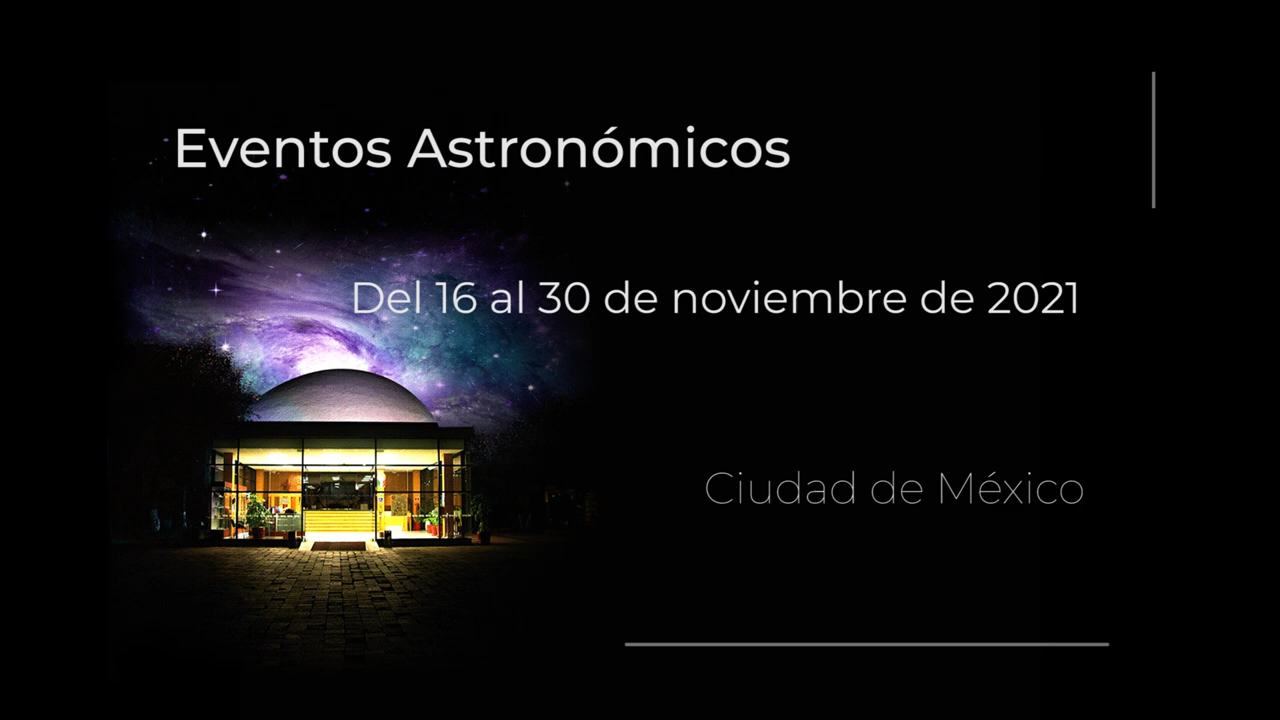 Eventos Astronómicos
Del 16 al 30 de noviembre de 2021
Ciudad de México